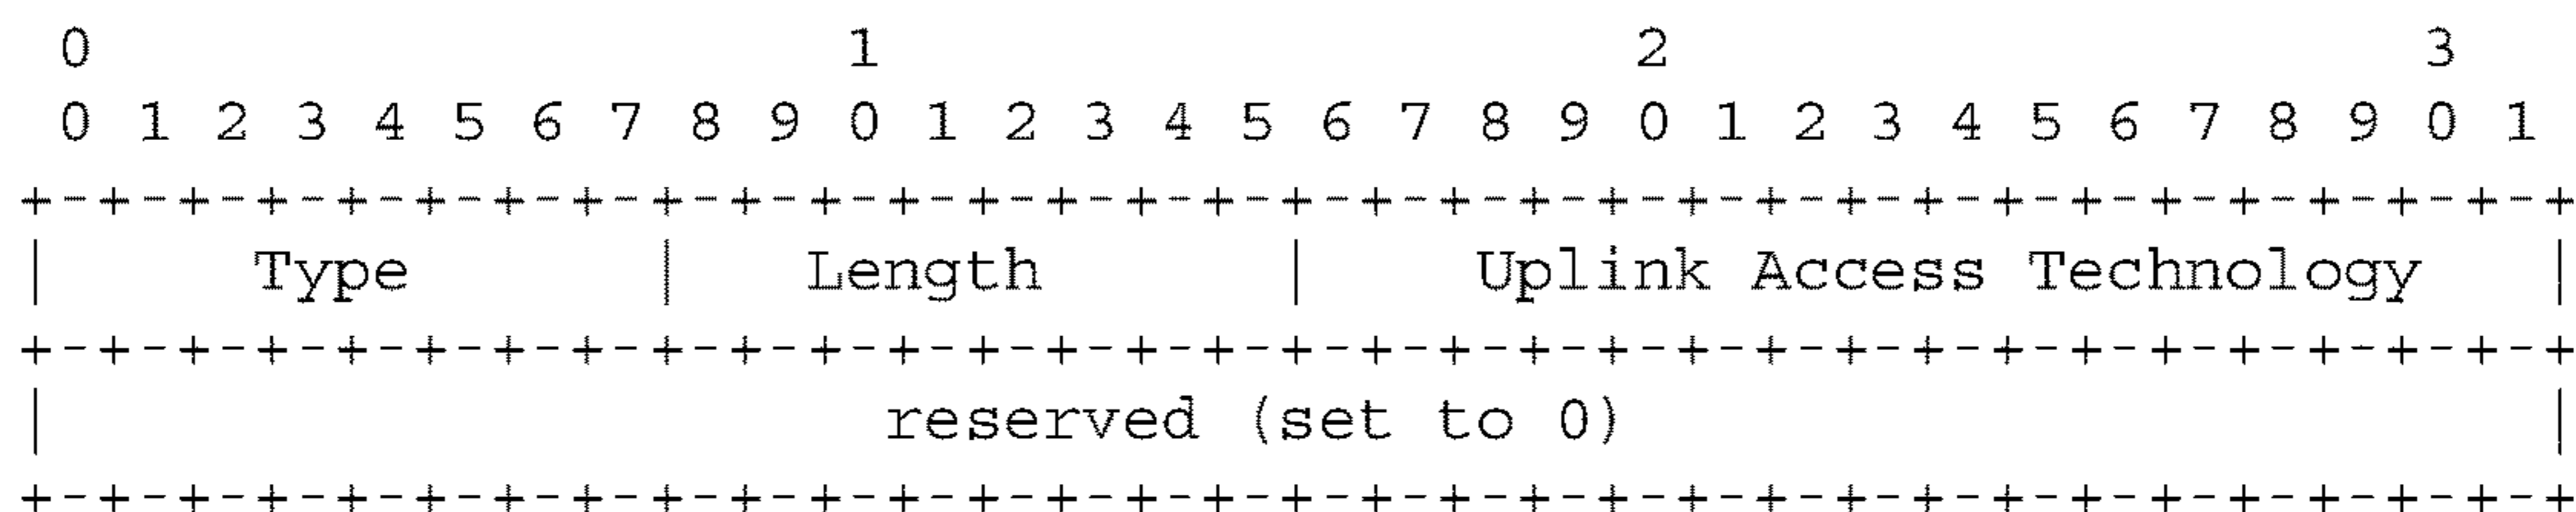 0                   1                   2                   3
 0 1 2 3 4 5 6 7 8 9 0 1 2 3 4 5 6 7 8 9 0 1 2 3 4 5 6 7 8 9 0 1
+-+-+-+-+-+-+-+-+-+-+-+-+-+-+-+-+-+-+-+-+-+-+-+-+-+-+-+-+-+-+-+-+
|     Type      |   Length      |    Uplink Access Technology   |
+-+-+-+-+-+-+-+-+-+-+-+-+-+-+-+-+-+-+-+-+-+-+-+-+-+-+-+-+-+-+-+-+
|                     reserved (set to 0)                       |
+-+-+-+-+-+-+-+-+-+-+-+-+-+-+-+-+-+-+-+-+-+-+-+-+-+-+-+-+-+-+-+-+